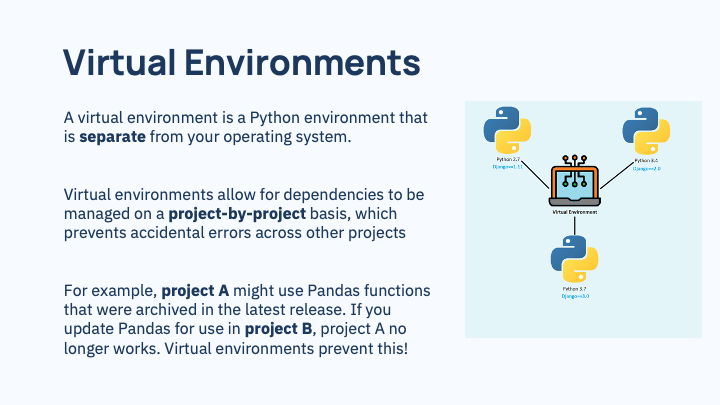 Virtual Environments
A virtual environment is a Python environment that
is separate from your operating system.
Virtual environments allow for dependencies to be
managed on a project-by-project basis, which
prevents accidental errors across other projects
For example, project A might use Pandas functions
that were archived in the latest release. If you
update Pandas for use in project B, project A no
longer works. Virtual environments prevent this!
Python 2.7
Django==1.11
Python 3.4
Django==2.0
Virtual Environment
Python 3.7
Django==3.0